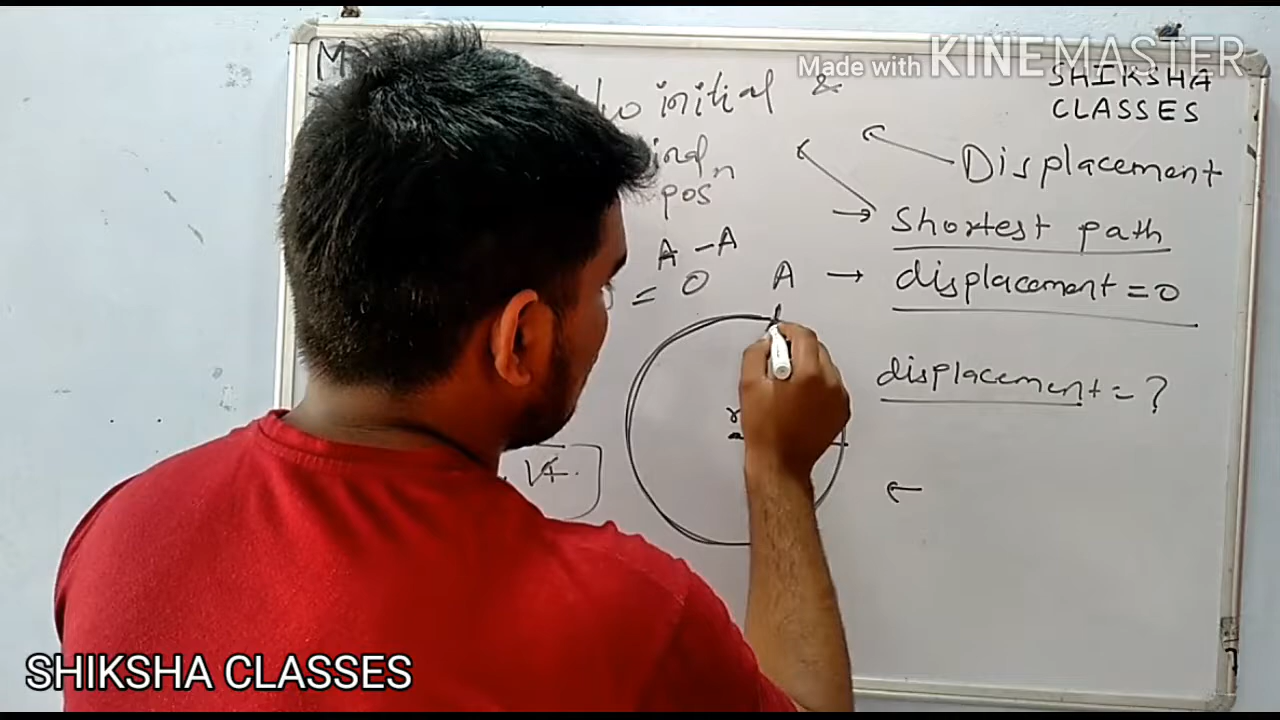 Made with KINEMASTER
SHIKSHA
CLASSES
M
initial &
Displacement
pos
shortest path
A - A
= 0
A
displacement = 0
displacement = ?
r
SHIKSHA CLASSES